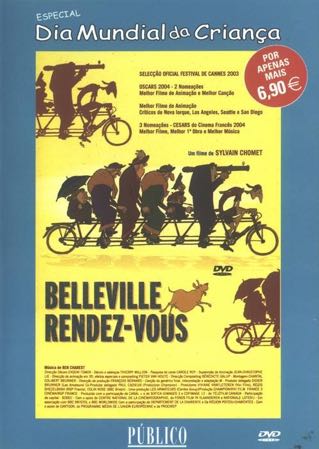 ESPECIAL
Dia Mundial da Criança
POR
APENAS
MAIS
6,90€
SELECÇÃO OFICIAL FESTIVAL DE CANNES 2003
OSCARS 2004 - 2 Nomeações
Melhor Filme de Animação e Melhor Canção
Melhor Filme de Animação
Críticos de Nova Iorque, Los Angeles, Seattle e San Diego
3 Nomeações - CESARS do Cinema Francês 2004
Melhor Filme, Melhor 1ª Obra e Melhor Música
Um filme de SYLVAIN CHOMET
DVD
BELLEVILLE
RENDEZ-VOUS
Música de BEN CHAREST
PÚBLICO
DVD